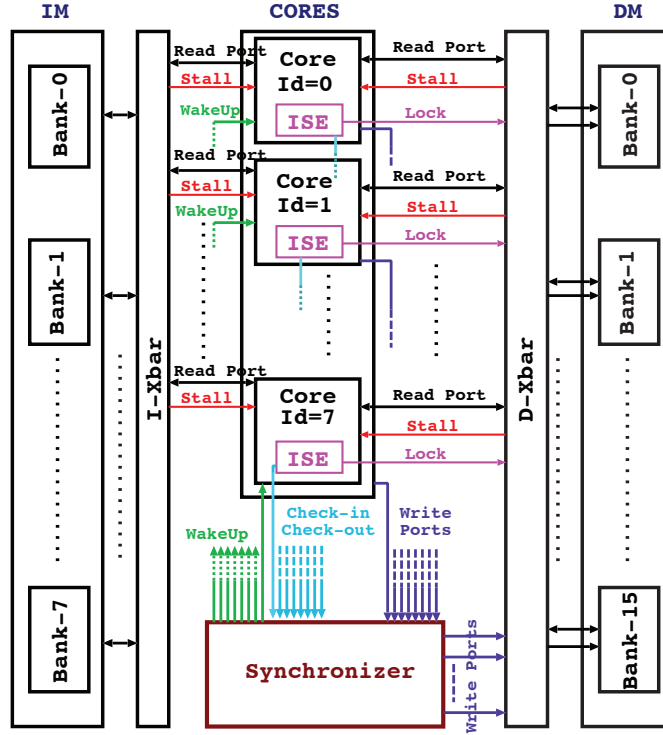 IM
CORES
DM
Read Port
Core
Id=0
Read Port
Stall
Stall
WakeUp
ISE
Lock
Bank-0
Bank-0
Read Port
Core
Id=1
Read Port
Stall
Stall
WakeUp
ISE
Lock
Bank-1
Bank-1
I-Xbar
D-Xbar
Read Port
Core
Id=7
Read Port
Stall
Stall
ISE
Lock
Check-in
Check-out
Write
Ports
WakeUp
Bank-7
Bank-15
Synchronizer
Write Ports